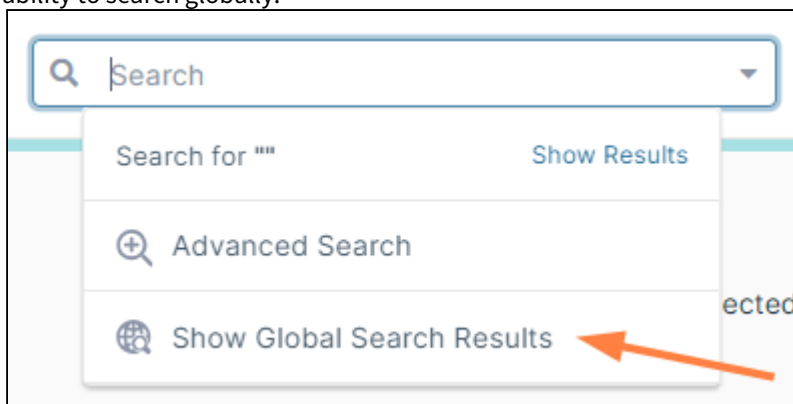 ability to search globally.
Search
Search for "" Show Results
Advanced Search
ected
Show Global Search Results